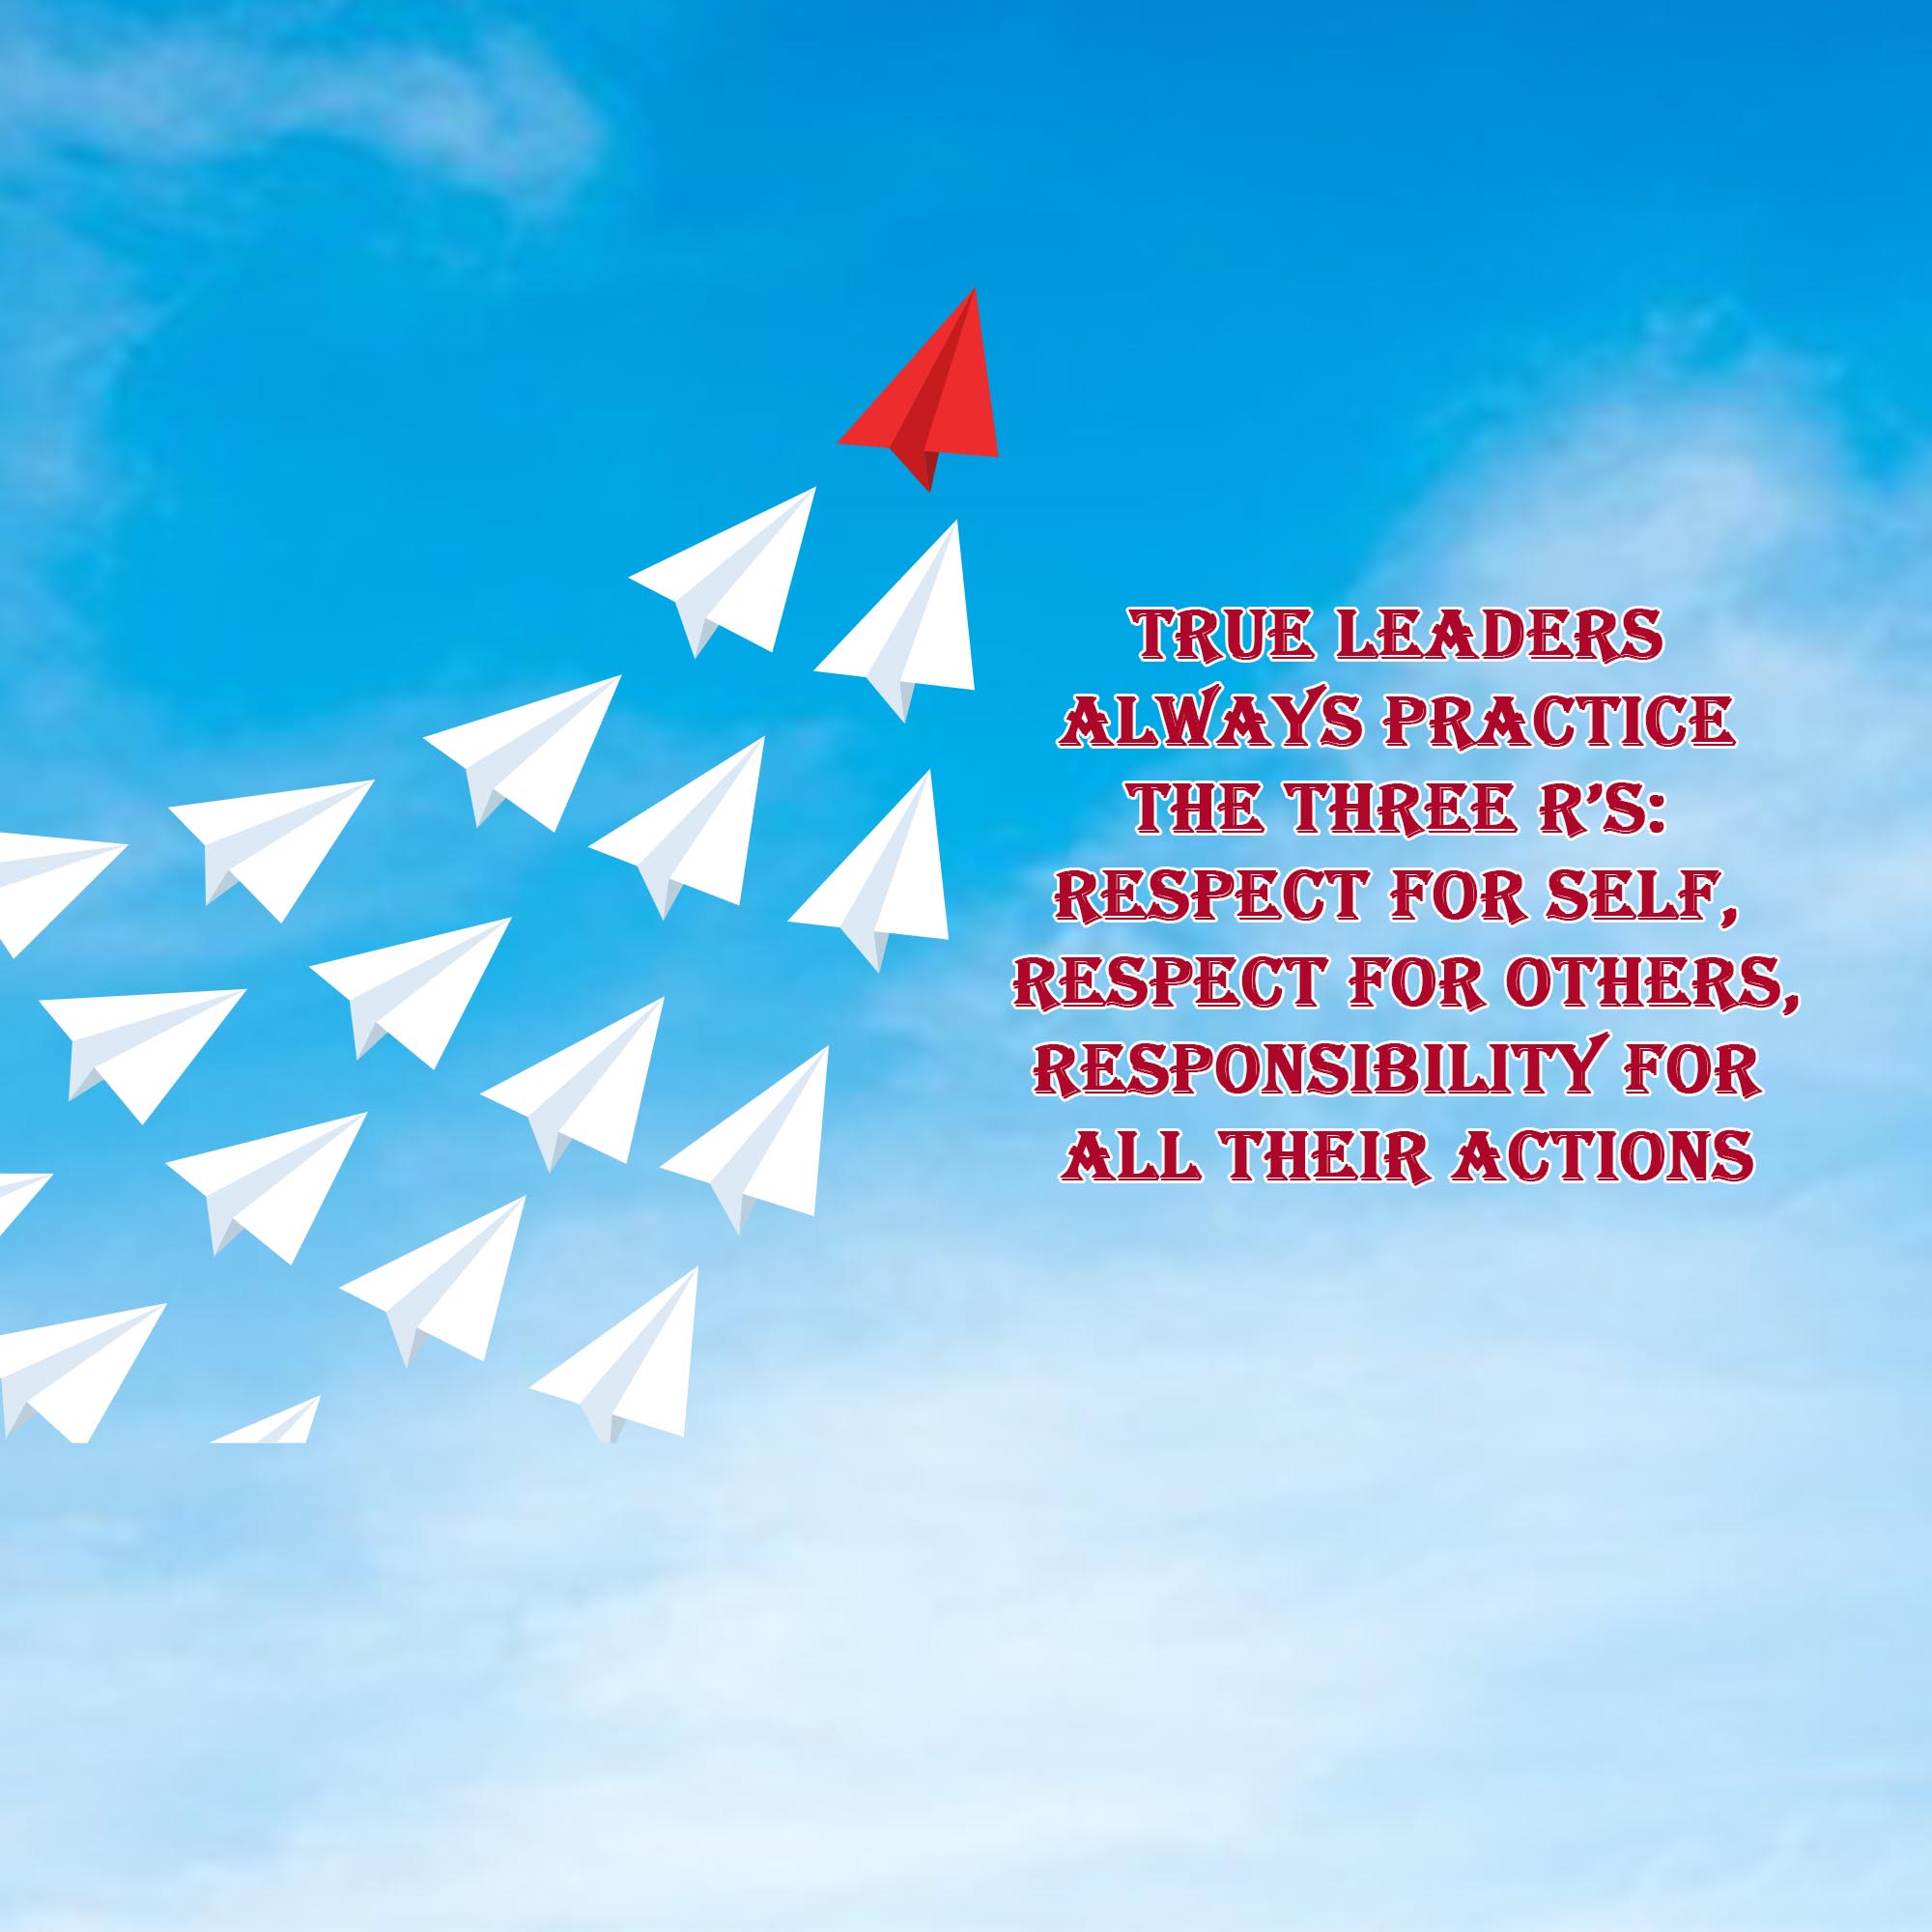 TRUE LEADERS
ALWAYS PRACTICE
THE THREE R'S:
RESPECT FOR SELF,
RESPECT FOR OTHERS,
RESPONSIBILITY FOR
ALL THEIR ACTIONS